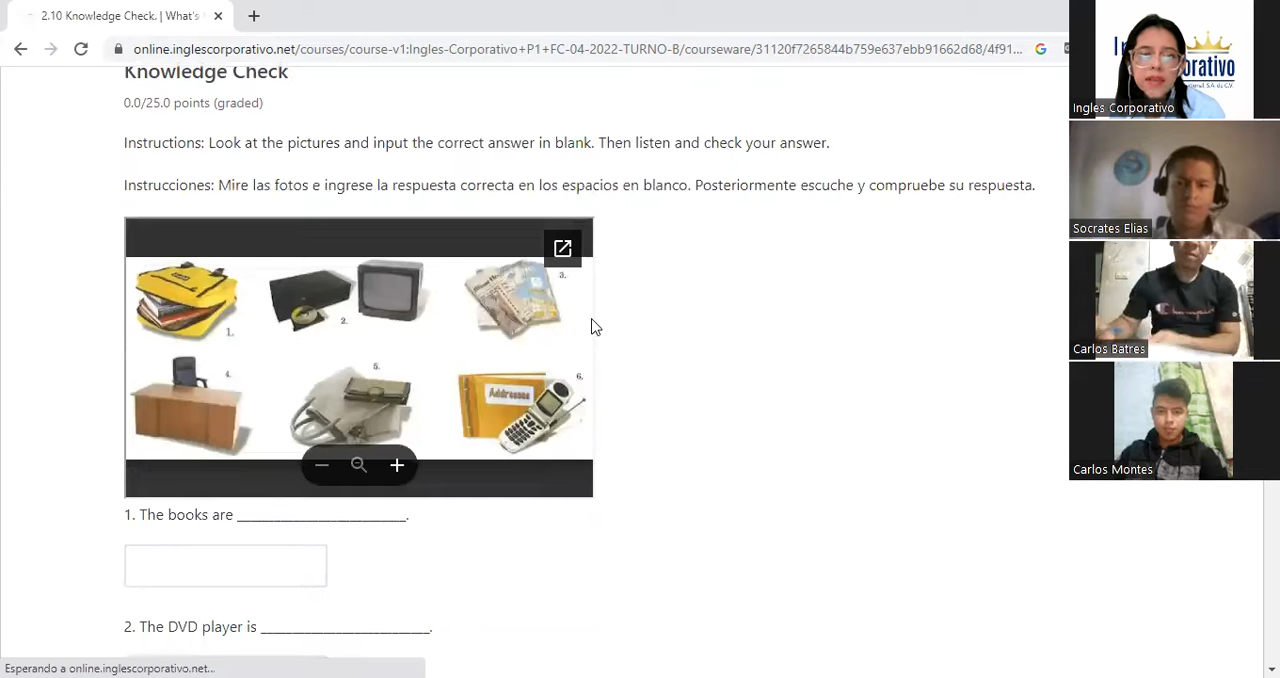 2.10 Knowledge Check. | What's
online.inglescorporativo.net/courses/course-v1:Ingles-Corporativo+P1+FC-04-2022-TURNO-B/courseware/31120f7265844b759e637ebb91662d68/4f91...
Knowledge Check
0.0/25.0 points (graded)
Instructions: Look at the pictures and input the correct answer in blank. Then listen and check your answer.
Instrucciones: Mire las fotos e ingrese la respuesta correcta en los espacios en blanco. Posteriormente escuche y compruebe su respuesta.
1.
2.
3.
4.
5.
6.
Addresses
1. The books are ________________________.
2. The DVD player is ________________________.
Esperando a online.inglescorporativo.net...
Ingles Corporativo
Socrates Elias
Carlos Batres
Carlos Montes